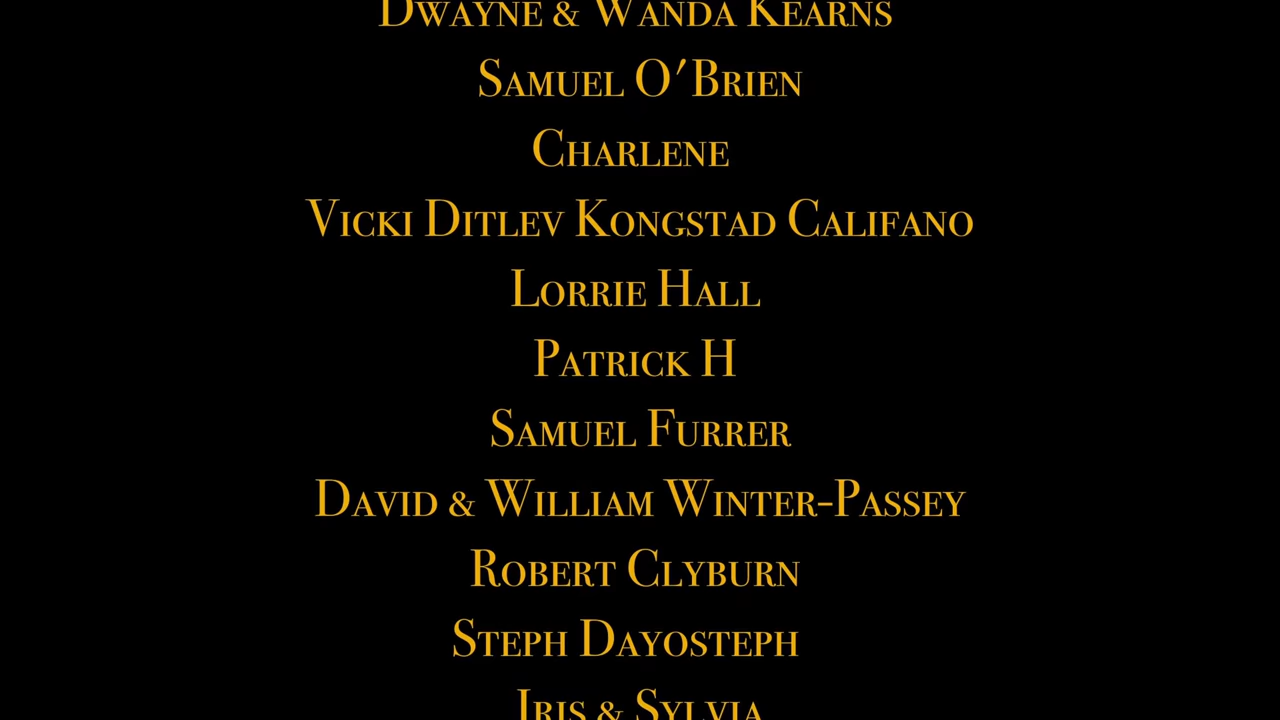 Dwayne & Wanda Kearns
Samuel O'Brien
Charlene
Vicki Ditlev Kongstad Califano
Lorrie Hall
Patrick H
Samuel Furrer
David & William Winter-Passey
Robert Clyburn
Steph Dayosteph
Iris & Sylvia